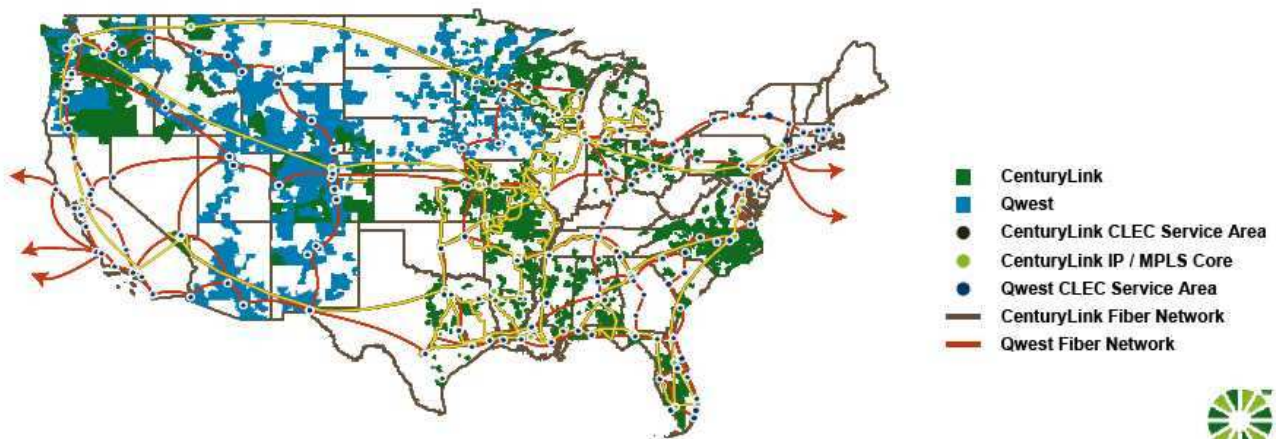 CenturyLink
Qwest
CenturyLink CLEC Service Area
CenturyLink IP / MPLS Core
Qwest CLEC Service Area
CenturyLink Fiber Network
Qwest Fiber Network